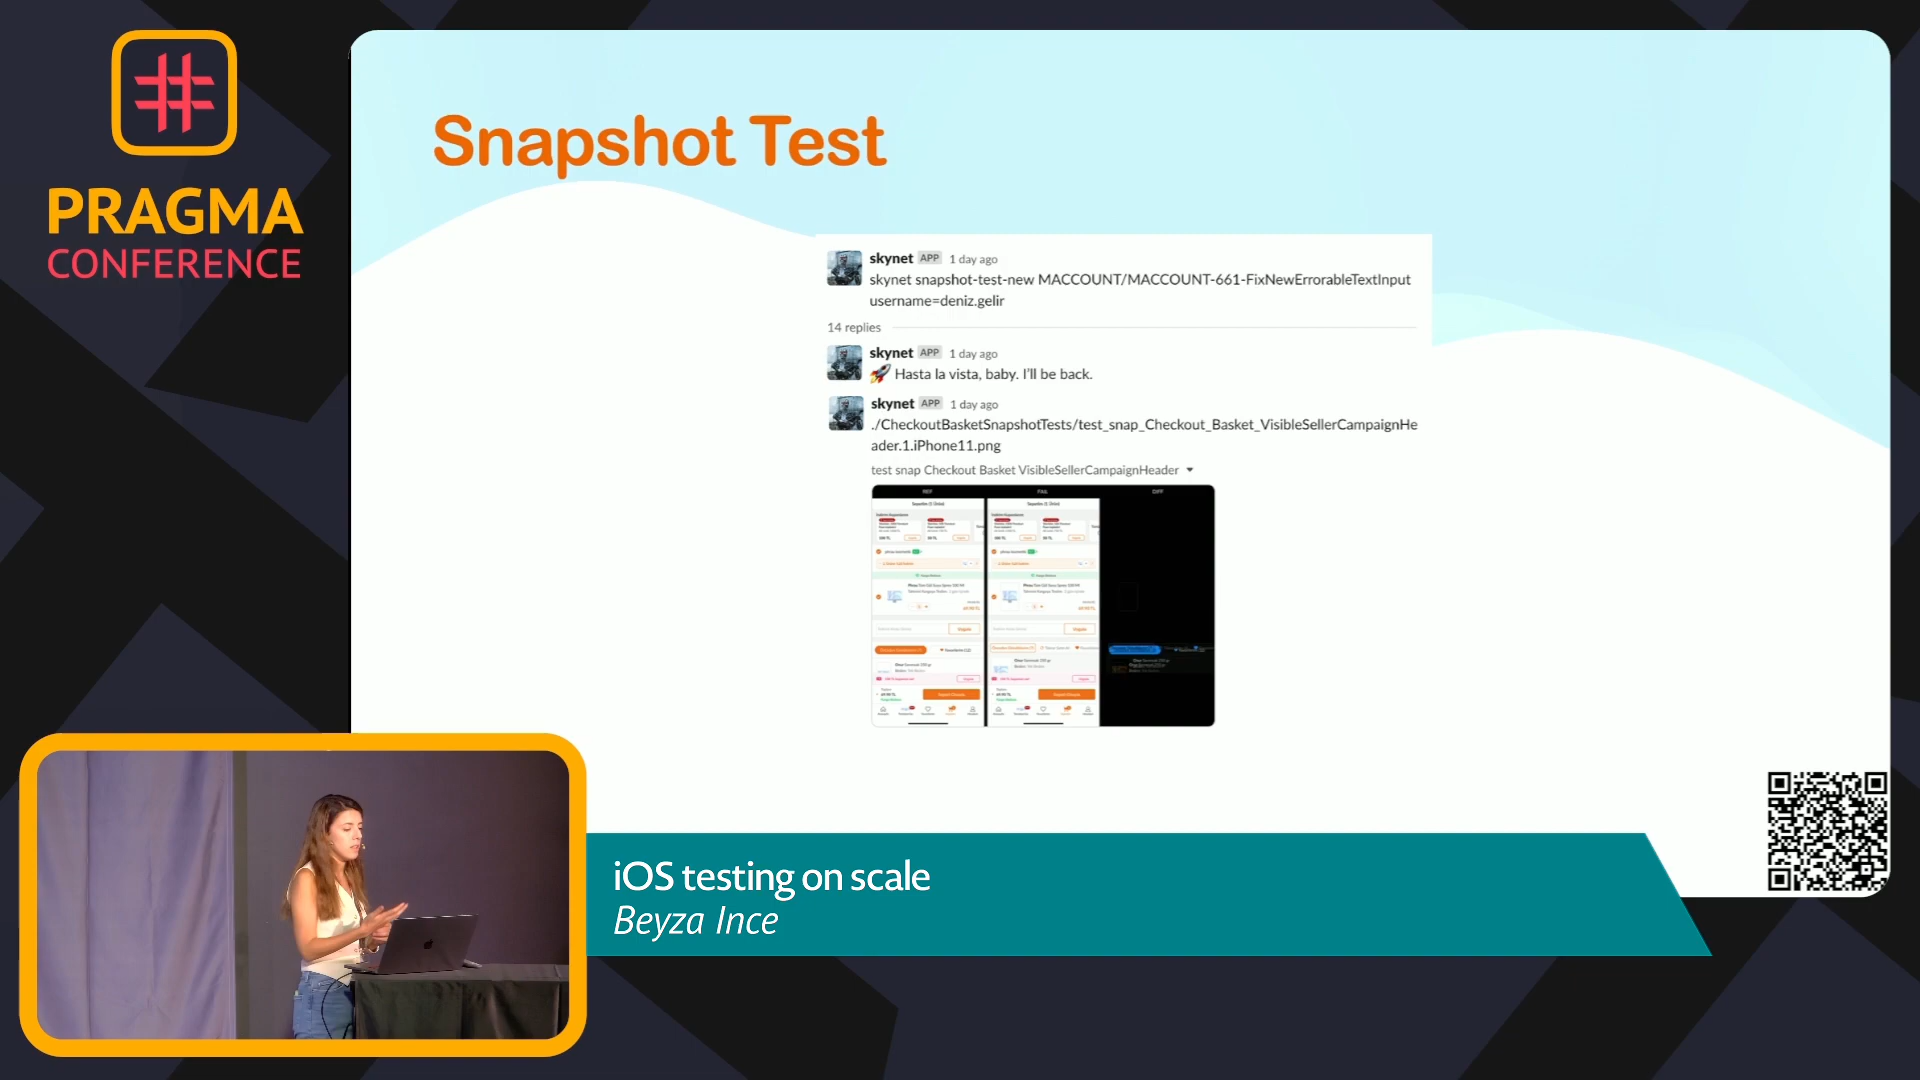 PRAGMA
CONFERENCE
Snapshot Test
skynet APP 1 day ago
skynet snapshot-test-new MACCOUNT/MACCOUNT-661-FixNewErrorableTextInput
username=deniz.gelir
14 replies
skynet APP 1 day ago
🚀 Hasta la vista, baby. I'll be back.
skynet APP 1 day ago
./CheckoutBasketSnapshotTests/test_snap_Checkout_Basket_VisibleSellerCampaignHe
ader.1.iPhone11.png
test snap Checkout Basket VisibleSellerCampaignHeader
REF FAIL DIFF
iOS testing on scale
Beyza Ince